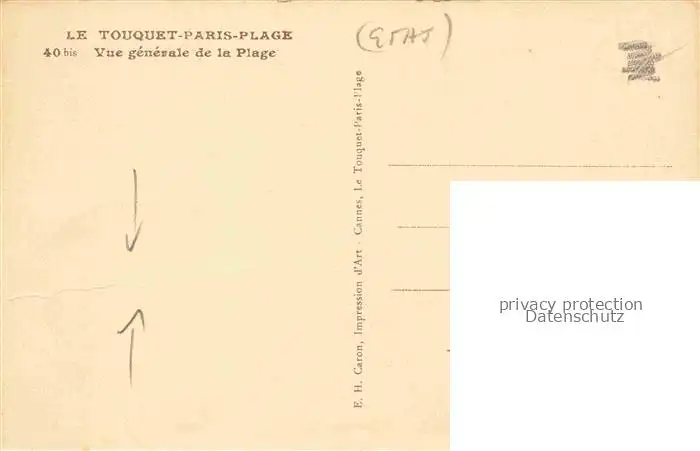 LE TOUQUET-PARIS-PLAGE
40 bis Vue générale de la Plage
(ETAT)
E. H. Caron, Impression d'Art - Cannes, Le Touquet-Paris-Plage
privacy protection
Datenschutz